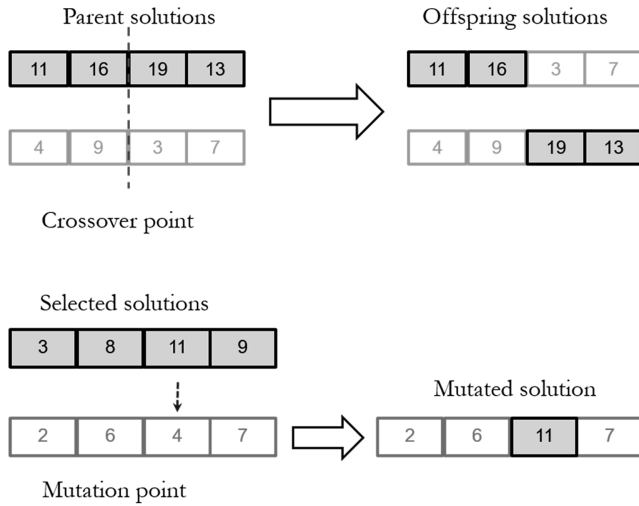 Parent solutions
Offspring solutions
11 16 19 13
11 16 3 7
4 9 3 7
4 9 19 13
Crossover point
Selected solutions
3 8 11 9
Mutated solution
2 6 4 7
2 6 11 7
Mutation point